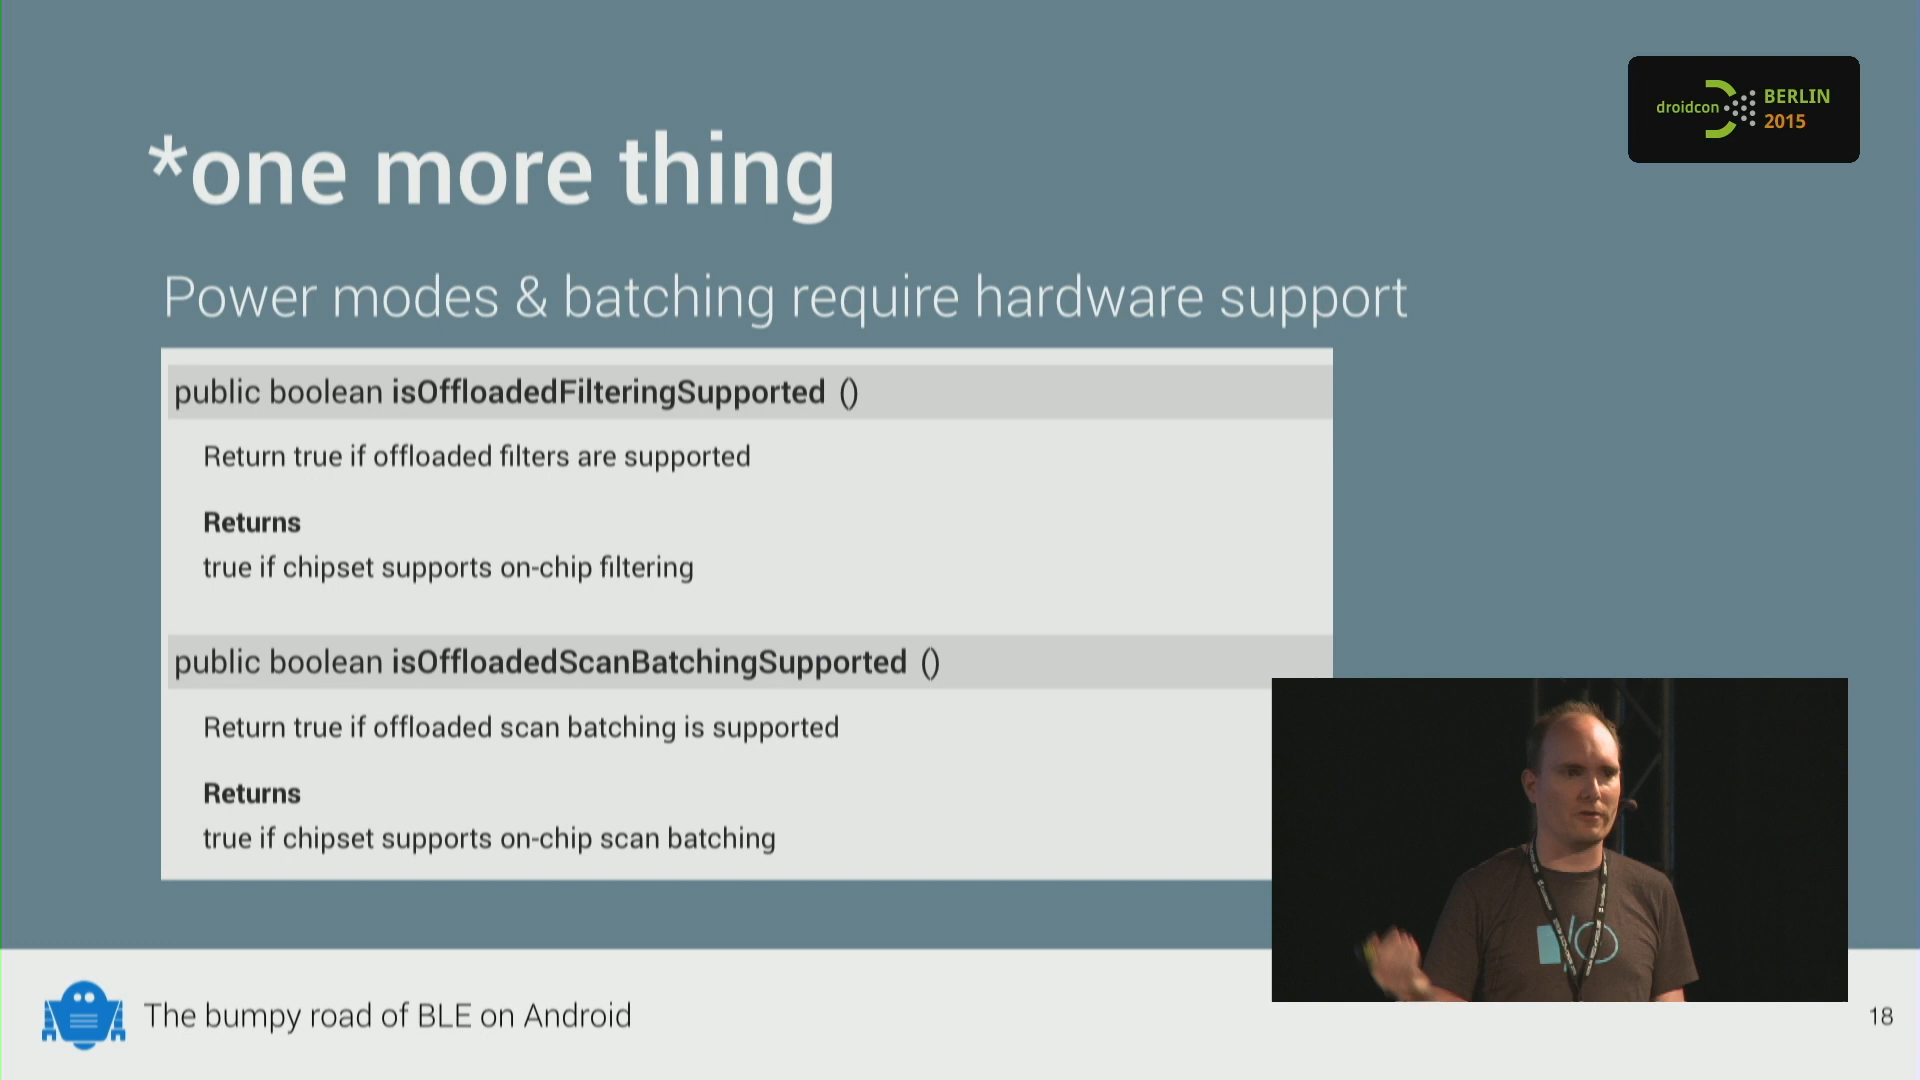 droidcon
BERLIN
2015
*one more thing
Power modes & batching require hardware support
public boolean isOffloadedFilteringSupported ()
Return true if offloaded filters are supported
Returns
true if chipset supports on-chip filtering
public boolean isOffloadedScanBatchingSupported ()
Return true if offloaded scan batching is supported
Returns
true if chipset supports on-chip scan batching
I/O
The bumpy road of BLE on Android
18